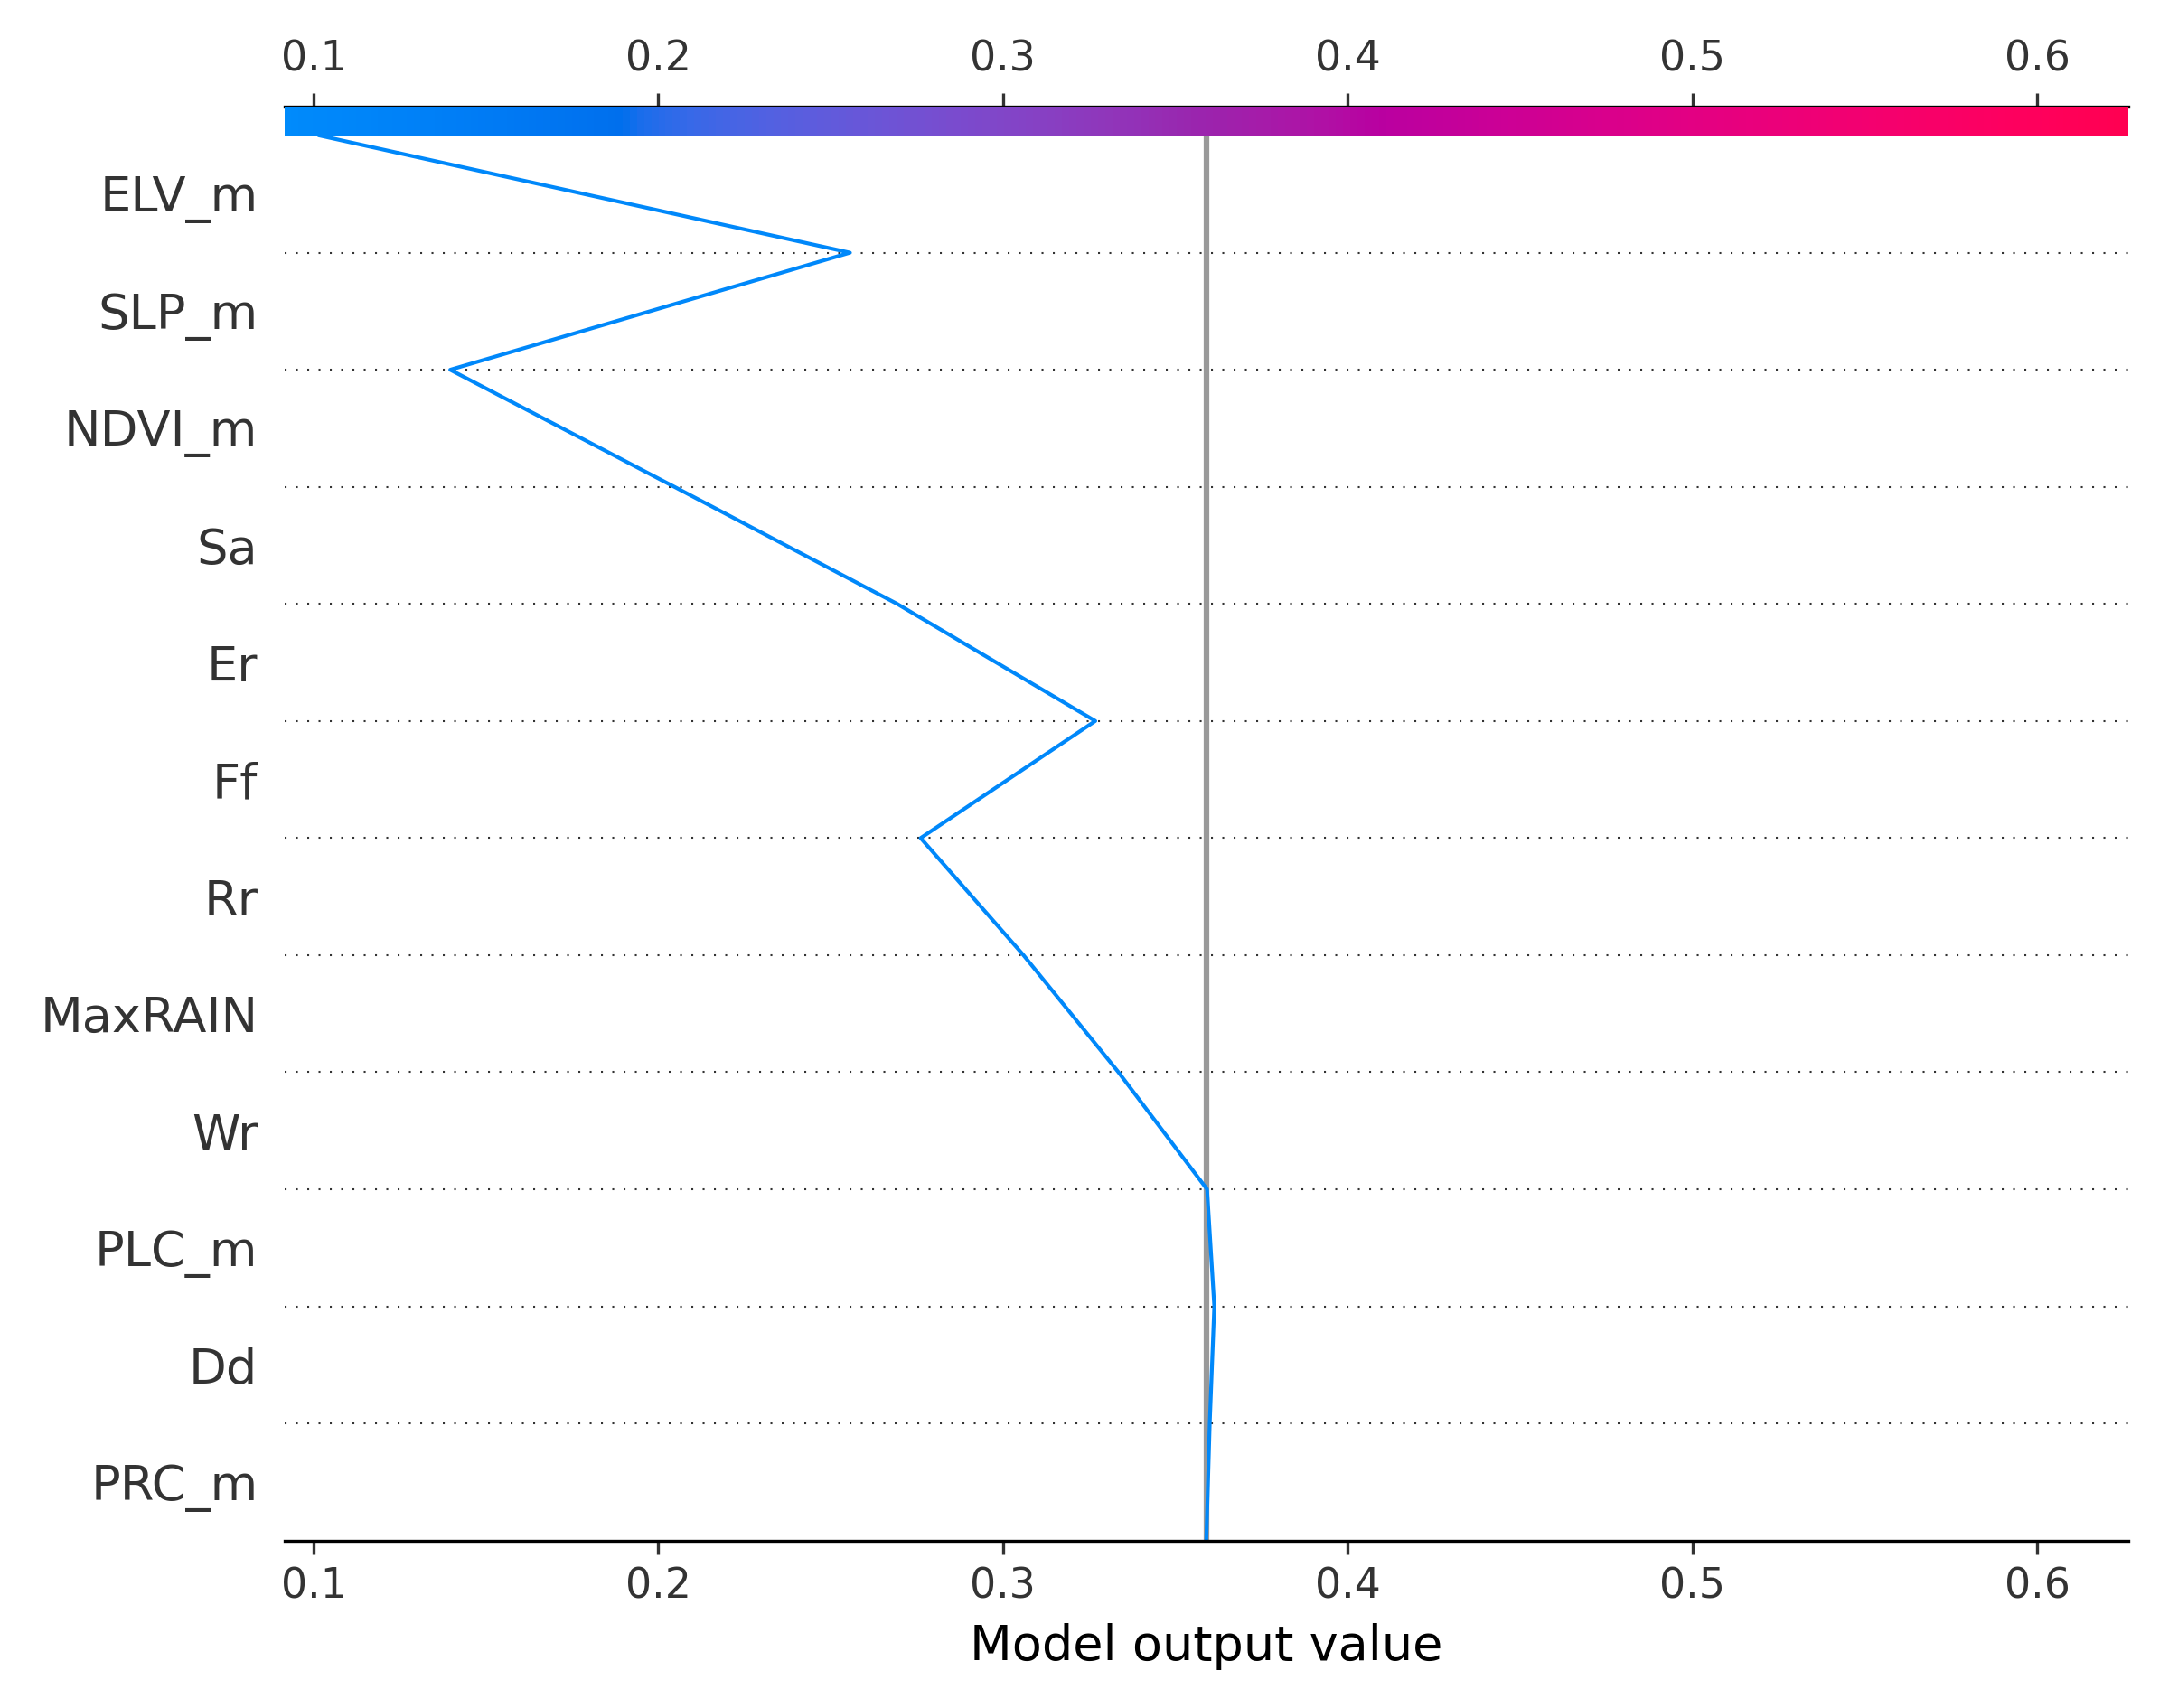 0.1 0.2 0.3 0.4 0.5 0.6
ELV_m
SLP_m
NDVI_m
Sa
Er
Ff
Rr
MaxRAIN
Wr
PLC_m
Dd
PRC_m
0.1 0.2 0.3 0.4 0.5 0.6
Model output value